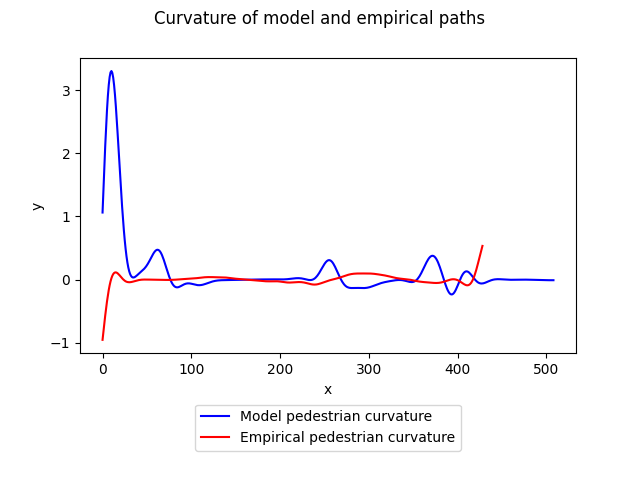 Curvature of model and empirical paths
3
2
1
0
−1
y
0 100 200 300 400 500
x
Model pedestrian curvature
Empirical pedestrian curvature